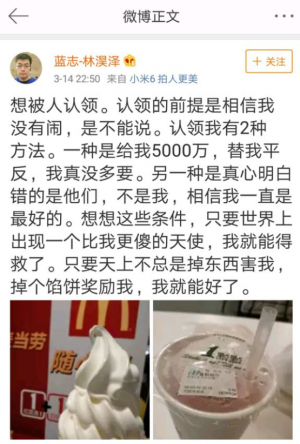 微博正文
蓝志-林淏泽
+ 关注
3-14 22:50 来自 小米6 拍人更美
想被人认领。认领的前提是相信我
没有闹，是不能说。认领我有2种
方法。一种是给我5000万，替我平
反，我真没多要。另一种是真心明白
错的是他们，不是我，相信我一直是
最好的。想想这些条件，只要世界上
出现一个比我更傻的天使，我就能得
救了。只要天上不总是掉东西害我，
掉个馅饼奖励我，我就能好了。
当劳
随
1點點